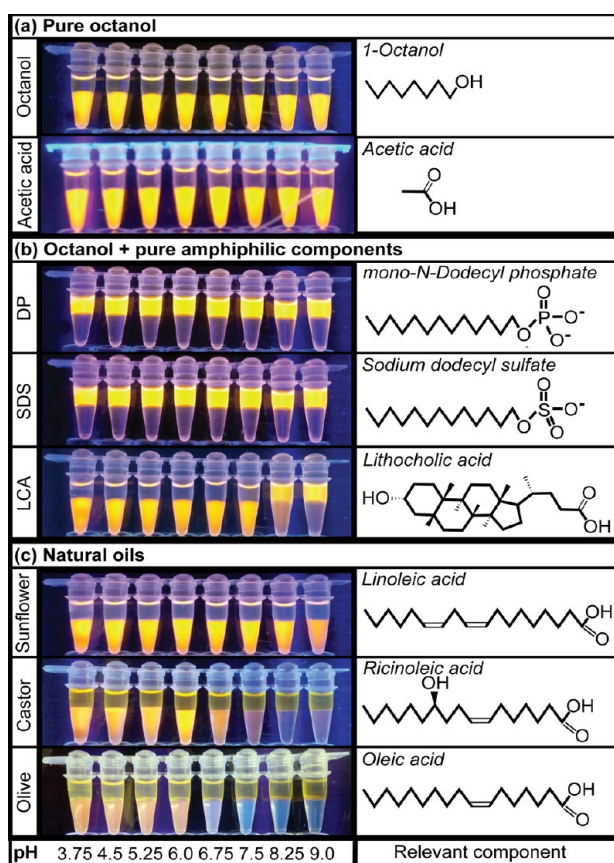 (a) Pure octanol
Octanol
1-Octanol
OH
Acetic acid
Acetic acid
O
OH
(b) Octanol + pure amphiphilic components
DP
mono-N-Dodecyl phosphate
O
O P O-
O-
SDS
Sodium dodecyl sulfate
O
O S O-
O
LCA
Lithocholic acid
HO
O
OH
(c) Natural oils
Sunflower
Linoleic acid
OH
O
Castor
Ricinoleic acid
OH
OH
O
Olive
Oleic acid
OH
O
pH 3.75 4.5 5.25 6.0 6.75 7.5 8.25 9.0 Relevant component